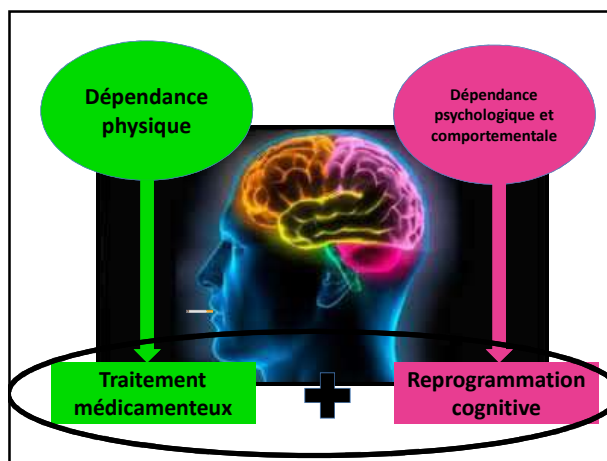 Dépendance
physique
Dépendance
psychologique et
comportementale
Traitement
médicamenteux
Reprogrammation
cognitive